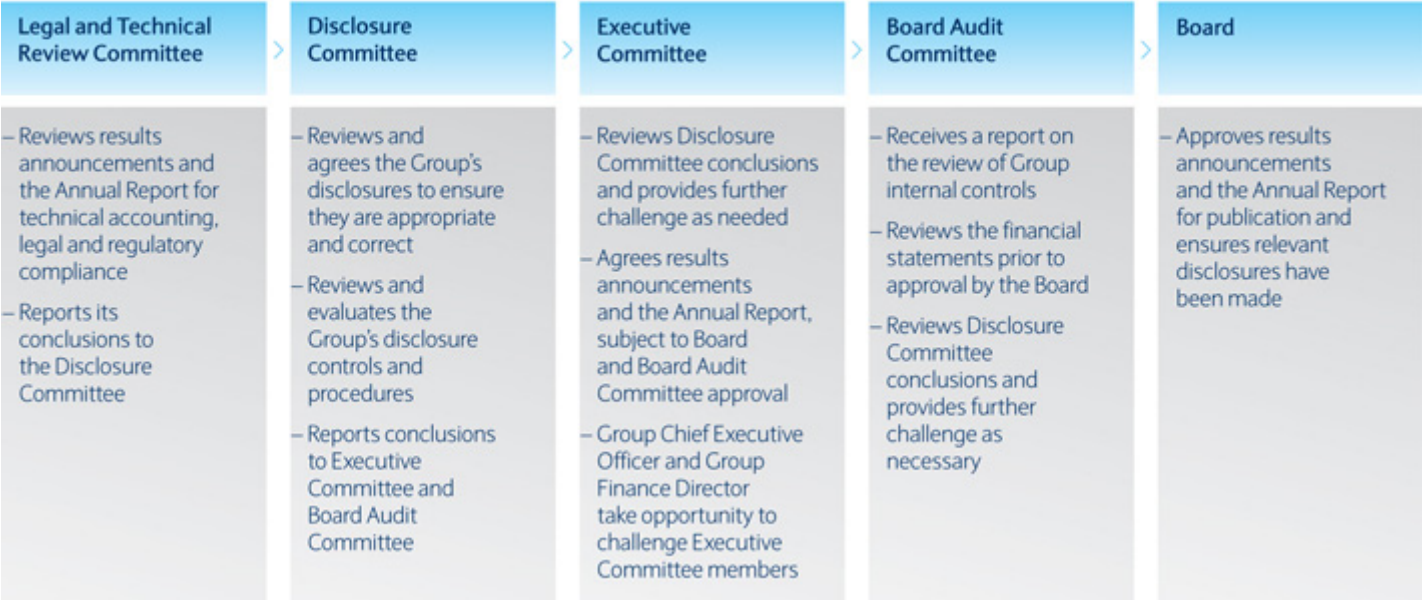 Legal and Technical
Review Committee
– Reviews results
announcements and
the Annual Report for
technical accounting,
legal and regulatory
compliance
– Reports its
conclusions to
the Disclosure
Committee
Disclosure
Committee
– Reviews and
agrees the Group's
disclosures to ensure
they are appropriate
and correct
– Reviews and
evaluates the
Group's disclosure
controls and
procedures
– Reports conclusions
to Executive
Committee and
Board Audit
Committee
Executive
Committee
– Reviews Disclosure
Committee conclusions
and provides further
challenge as needed
– Agrees results
announcements
and the Annual Report,
subject to Board
and Board Audit
Committee approval
– Group Chief Executive
Officer and Group
Finance Director
take opportunity to
challenge Executive
Committee members
Board Audit
Committee
– Receives a report on
the review of Group
internal controls
– Reviews the financial
statements prior to
approval by the Board
– Reviews Disclosure
Committee
conclusions and
provides further
challenge as
necessary
Board
– Approves results
announcements
and the Annual Report
for publication and
ensures relevant
disclosures have
been made